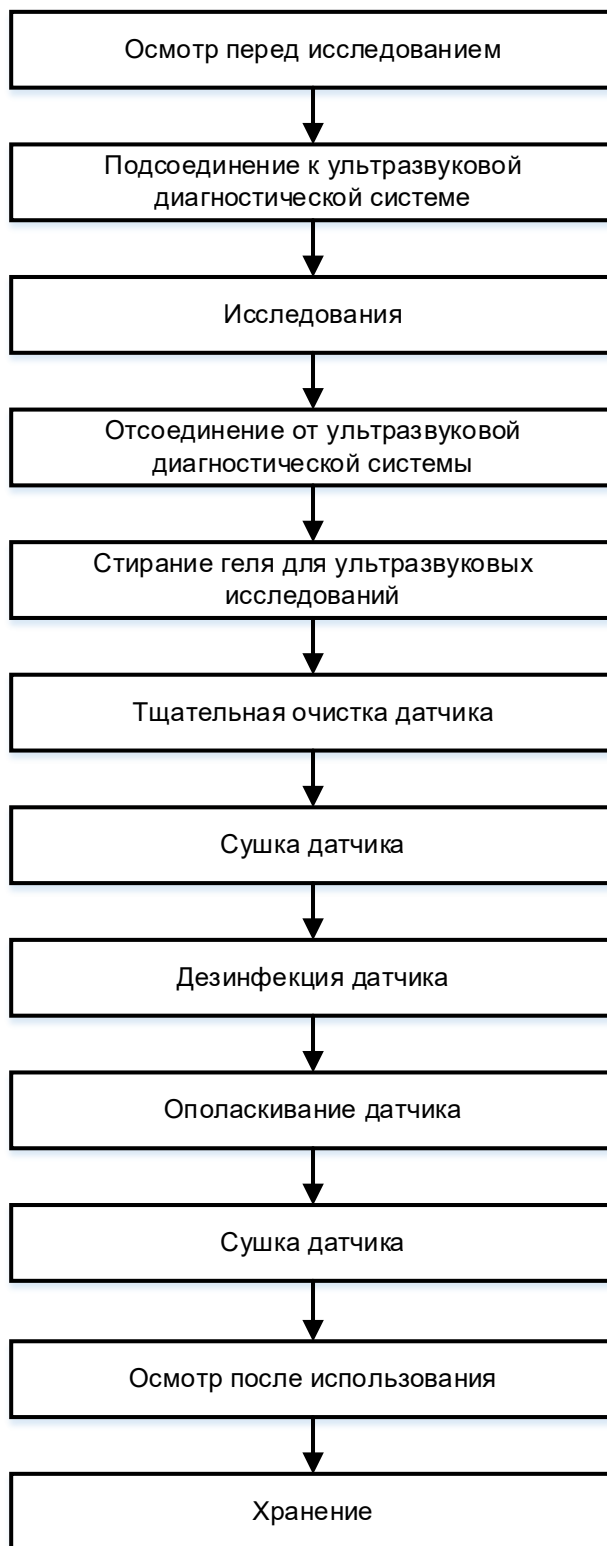 Осмотр перед исследованием
Подсоединение к ультразвуковой
диагностической системе
Исследования
Отсоединение от ультразвуковой
диагностической системы
Стирание геля для ультразвуковых
исследований
Тщательная очистка датчика
Сушка датчика
Дезинфекция датчика
Ополаскивание датчика
Сушка датчика
Осмотр после использования
Хранение